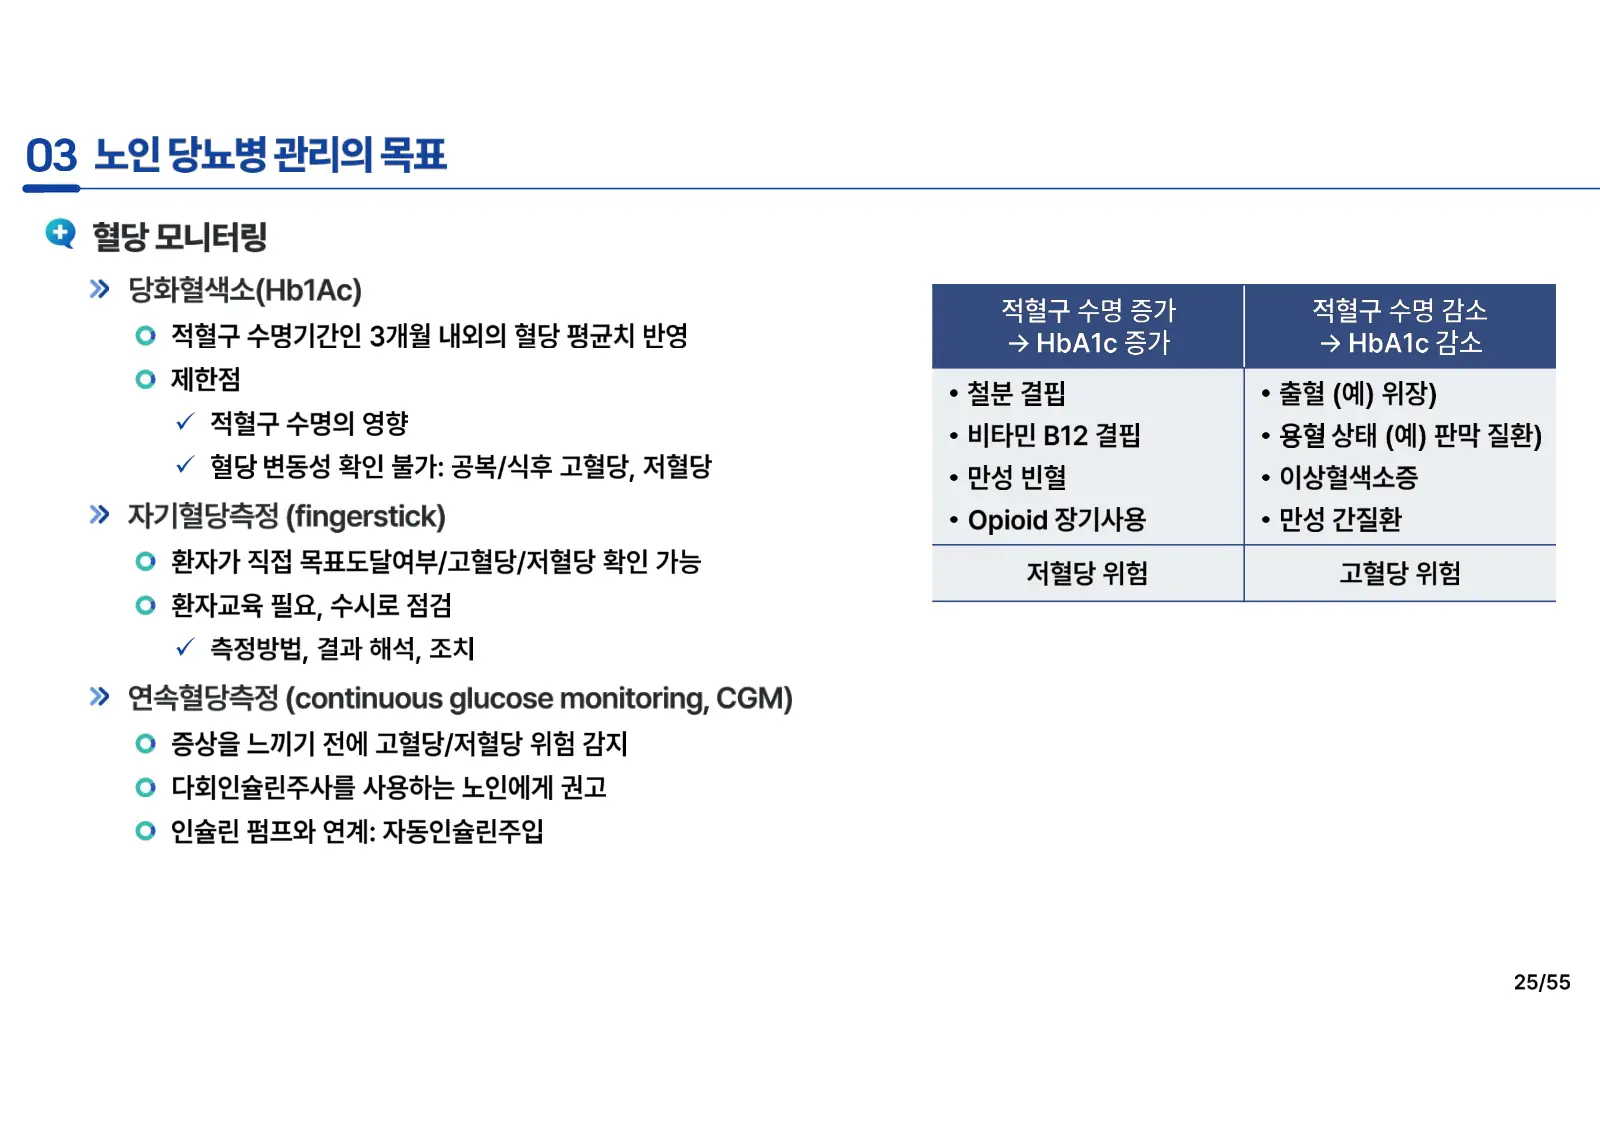 03 노인 당뇨병 관리의 목표
혈당 모니터링
당화혈색소(Hb1Ac)
적혈구 수명기간인 3개월 내외의 혈당 평균치 반영
제한점
적혈구 수명의 영향
혈당 변동성 확인 불가: 공복/식후 고혈당, 저혈당
자기혈당측정 (fingerstick)
환자가 직접 목표도달여부/고혈당/저혈당 확인 가능
환자교육 필요, 수시로 점검
측정방법, 결과 해석, 조치
연속혈당측정 (continuous glucose monitoring, CGM)
증상을 느끼기 전에 고혈당/저혈당 위험 감지
다회인슐린주사를 사용하는 노인에게 권고
인슐린 펌프와 연계: 자동인슐린주입
적혈구 수명 증가
→ HbA1c 증가
• 철분 결핍
• 비타민 B12 결핍
• 만성 빈혈
• Opioid 장기사용
저혈당 위험
적혈구 수명 감소
→ HbA1c 감소
• 출혈 (예) 위장)
• 용혈 상태 (예) 판막 질환)
• 이상혈색소증
• 만성 간질환
고혈당 위험
25/55